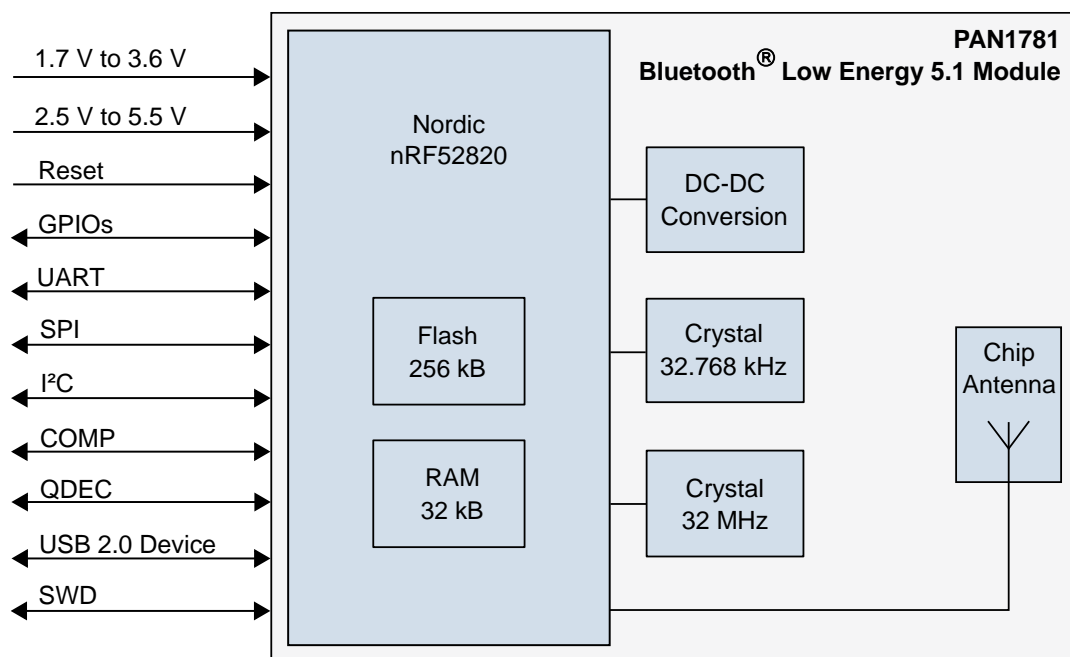 PAN1781
Bluetooth® Low Energy 5.1 Module
1.7 V to 3.6 V
2.5 V to 5.5 V
Reset
GPIOs
UART
SPI
I²C
COMP
QDEC
USB 2.0 Device
SWD
Nordic
nRF52820
Flash
256 kB
RAM
32 kB
DC-DC
Conversion
Crystal
32.768 kHz
Crystal
32 MHz
Chip
Antenna